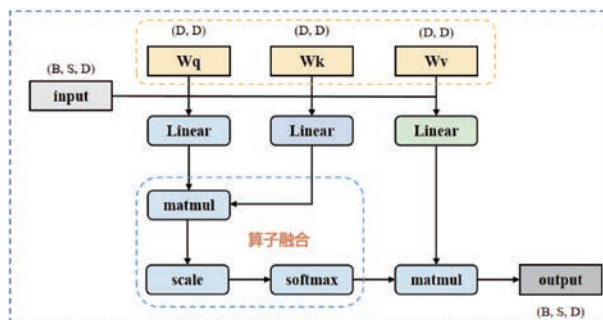 (D, D) (D, D) (D, D)
Wq Wk Wv
(B, S, D)
input
Linear Linear Linear
matmul
算子融合
scale softmax matmul output
(B, S, D)